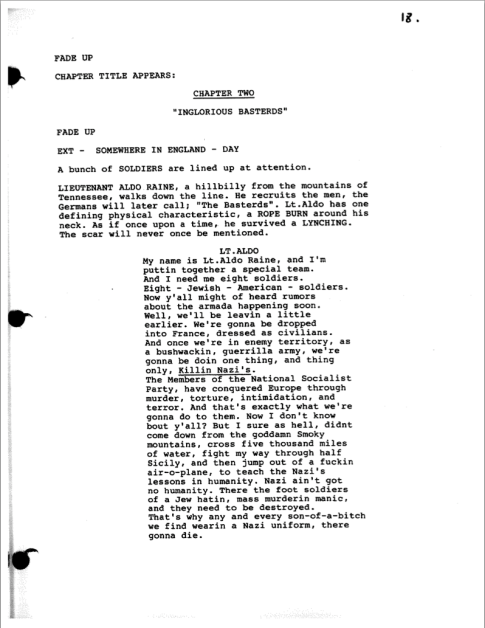 18.
FADE UP
CHAPTER TITLE APPEARS:
CHAPTER TWO
"INGLORIOUS BASTERDS"
FADE UP
EXT - SOMEWHERE IN ENGLAND - DAY
A bunch of SOLDIERS are lined up at attention.
LIEUTENANT ALDO RAINE, a hillbilly from the mountains of
Tennessee, walks down the line. He recruits the men, the
Germans will later call; "The Basterds". Lt.Aldo has one
defining physical characteristic, a ROPE BURN around his
neck. As if once upon a time, he survived a LYNCHING.
The scar will never once be mentioned.
LT.ALDO
My name is Lt.Aldo Raine, and I'm
puttin together a special team.
And I need me eight soldiers.
Eight - Jewish - American - soldiers.
Now y'all might of heard rumors
about the armada happening soon.
Well, we'll be leavin a little
earlier. We're gonna be dropped
into France, dressed as civilians.
And once we're in enemy territory, as
a bushwackin, guerrilla army, we're
gonna be doin one thing, and thing
only, Killin Nazi's.
The Members of the National Socialist
Party, have conquered Europe through
murder, torture, intimidation, and
terror. And that's exactly what we're
gonna do to them. Now I don't know
bout y'all? But I sure as hell, didnt
come down from the goddamn Smoky
mountains, cross five thousand miles
of water, fight my way through half
Sicily, and then jump out of a fuckin
air-o-plane, to teach the Nazi's
lessons in humanity. Nazi ain't got
no humanity. There the foot soldiers
of a Jew hatin, mass murderin manic,
and they need to be destroyed.
That's why any and every son-of-a-bitch
we find wearin a Nazi uniform, there
gonna die.